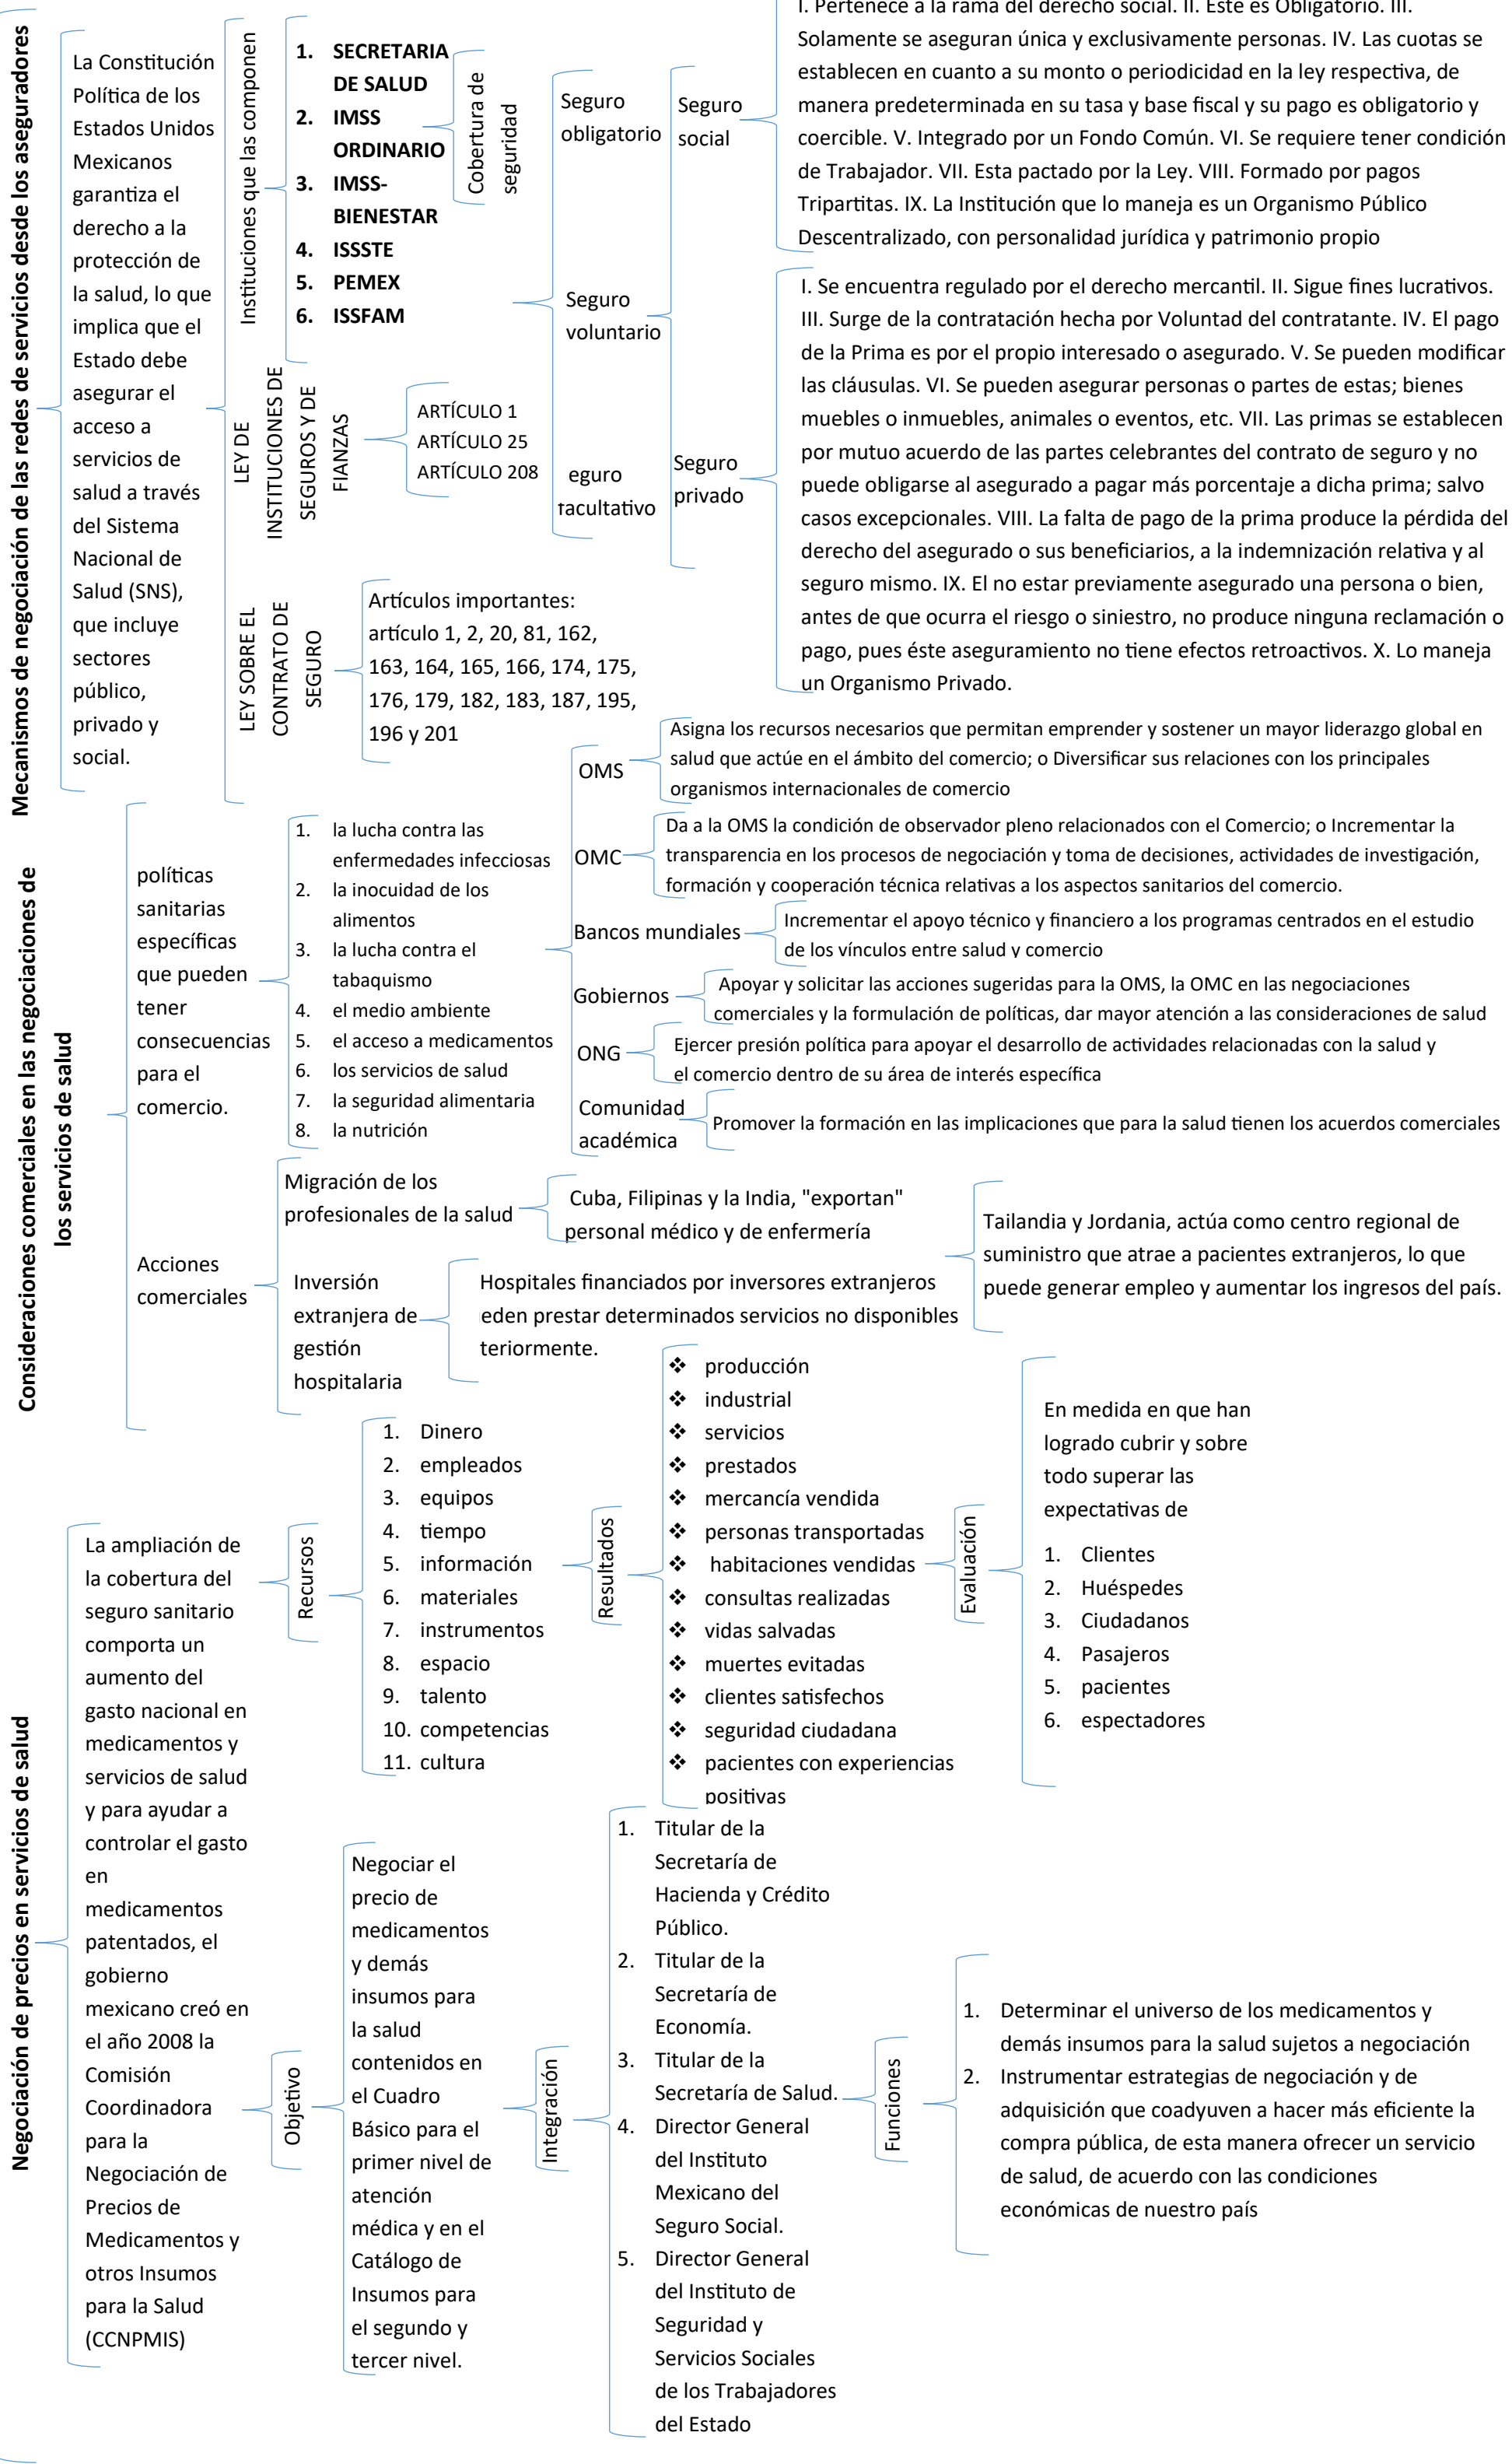 Mecanismos de negociación de las redes de servicios desde los aseguradores
La Constitución
Política de los
Estados Unidos
Mexicanos
garantiza el
derecho a la
protección de
la salud, lo que
implica que el
Estado debe
asegurar el
acceso a
servicios de
salud a través
del Sistema
Nacional de
Salud (SNS),
que incluye
sectores
público,
privado y
social.
Instituciones que las componen
1. SECRETARIA
DE SALUD
2. IMSS
ORDINARIO
3. IMSS-
BIENESTAR
4. ISSSTE
5. PEMEX
6. ISSFAM
Cobertura de
seguridad
Seguro
obligatorio
Seguro
voluntario
eguro
facultativo
Seguro
social
I. Pertenece a la rama del derecho social. II. Este es Obligatorio. III.
Solamente se aseguran única y exclusivamente personas. IV. Las cuotas se
establecen en cuanto a su monto o periodicidad en la ley respectiva, de
manera predeterminada en su tasa y base fiscal y su pago es obligatorio y
coercible. V. Integrado por un Fondo Común. VI. Se requiere tener condición
de Trabajador. VII. Esta pactado por la Ley. VIII. Formado por pagos
Tripartitas. IX. La Institución que lo maneja es un Organismo Público
Descentralizado, con personalidad jurídica y patrimonio propio
Seguro
privado
I. Se encuentra regulado por el derecho mercantil. II. Sigue fines lucrativos.
III. Surge de la contratación hecha por Voluntad del contratante. IV. El pago
de la Prima es por el propio interesado o asegurado. V. Se pueden modificar
las cláusulas. VI. Se pueden asegurar personas o partes de estas; bienes
muebles o inmuebles, animales o eventos, etc. VII. Las primas se establecen
por mutuo acuerdo de las partes celebrantes del contrato de seguro y no
puede obligarse al asegurado a pagar más porcentaje a dicha prima; salvo
casos excepcionales. VIII. La falta de pago de la prima produce la pérdida del
derecho del asegurado o sus beneficiarios, a la indemnización relativa y al
seguro mismo. IX. El no estar previamente asegurado una persona o bien,
antes de que ocurra el riesgo o siniestro, no produce ninguna reclamación o
pago, pues éste aseguramiento no tiene efectos retroactivos. X. Lo maneja
un Organismo Privado.
LEY DE
INSTITUCIONES DE
SEGUROS Y DE
FIANZAS
ARTÍCULO 1
ARTÍCULO 25
ARTÍCULO 208
LEY SOBRE EL
CONTRATO DE
SEGURO
Artículos importantes:
artículo 1, 2, 20, 81, 162,
163, 164, 165, 166, 174, 175,
176, 179, 182, 183, 187, 195,
196 y 201
Consideraciones comerciales en las negociaciones de
los servicios de salud
políticas
sanitarias
específicas
que pueden
tener
consecuencias
para el
comercio.
1. la lucha contra las
enfermedades infecciosas
2. la inocuidad de los
alimentos
3. la lucha contra el
tabaquismo
4. el medio ambiente
5. el acceso a medicamentos
6. los servicios de salud
7. la seguridad alimentaria
8. la nutrición
OMS
Asigna los recursos necesarios que permitan emprender y sostener un mayor liderazgo global en
salud que actúe en el ámbito del comercio; o Diversificar sus relaciones con los principales
organismos internacionales de comercio
OMC
Da a la OMS la condición de observador pleno relacionados con el Comercio; o Incrementar la
transparencia en los procesos de negociación y toma de decisiones, actividades de investigación,
formación y cooperación técnica relativas a los aspectos sanitarios del comercio.
Bancos mundiales
Incrementar el apoyo técnico y financiero a los programas centrados en el estudio
de los vínculos entre salud y comercio
Gobiernos
Apoyar y solicitar las acciones sugeridas para la OMS, la OMC en las negociaciones
comerciales y la formulación de políticas, dar mayor atención a las consideraciones de salud
ONG
Ejercer presión política para apoyar el desarrollo de actividades relacionadas con la salud y
el comercio dentro de su área de interés específica
Comunidad
académica
Promover la formación en las implicaciones que para la salud tienen los acuerdos comerciales
Acciones
comerciales
Migración de los
profesionales de la salud
Cuba, Filipinas y la India, "exportan"
personal médico y de enfermería
Inversión
extranjera de
gestión
hospitalaria
Hospitales financiados por inversores extranjeros
eden prestar determinados servicios no disponibles
teriormente.
Tailandia y Jordania, actúa como centro regional de
suministro que atrae a pacientes extranjeros, lo que
puede generar empleo y aumentar los ingresos del país.
Negociación de precios en servicios de salud
La ampliación de
la cobertura del
seguro sanitario
comporta un
aumento del
gasto nacional en
medicamentos y
servicios de salud
y para ayudar a
controlar el gasto
en
medicamentos
patentados, el
gobierno
mexicano creó en
el año 2008 la
Comisión
Coordinadora
para la
Negociación de
Precios de
Medicamentos y
otros Insumos
para la Salud
(CCNPMIS)
Recursos
1. Dinero
2. empleados
3. equipos
4. tiempo
5. información
6. materiales
7. instrumentos
8. espacio
9. talento
10. competencias
11. cultura
Resultados
❖ producción
❖ industrial
❖ servicios
❖ prestados
❖ mercancía vendida
❖ personas transportadas
❖ habitaciones vendidas
❖ consultas realizadas
❖ vidas salvadas
❖ muertes evitadas
❖ clientes satisfechos
❖ seguridad ciudadana
❖ pacientes con experiencias
positivas
Evaluación
En medida en que han
logrado cubrir y sobre
todo superar las
expectativas de
1. Clientes
2. Huéspedes
3. Ciudadanos
4. Pasajeros
5. pacientes
6. espectadores
Objetivo
Negociar el
precio de
medicamentos
y demás
insumos para
la salud
contenidos en
el Cuadro
Básico para el
primer nivel de
atención
médica y en el
Catálogo de
Insumos para
el segundo y
tercer nivel.
Integración
1. Titular de la
Secretaría de
Hacienda y Crédito
Público.
2. Titular de la
Secretaría de
Economía.
3. Titular de la
Secretaría de Salud.
4. Director General
del Instituto
Mexicano del
Seguro Social.
5. Director General
del Instituto de
Seguridad y
Servicios Sociales
de los Trabajadores
del Estado
Funciones
1. Determinar el universo de los medicamentos y
demás insumos para la salud sujetos a negociación
2. Instrumentar estrategias de negociación y de
adquisición que coadyuven a hacer más eficiente la
compra pública, de esta manera ofrecer un servicio
de salud, de acuerdo con las condiciones
económicas de nuestro país